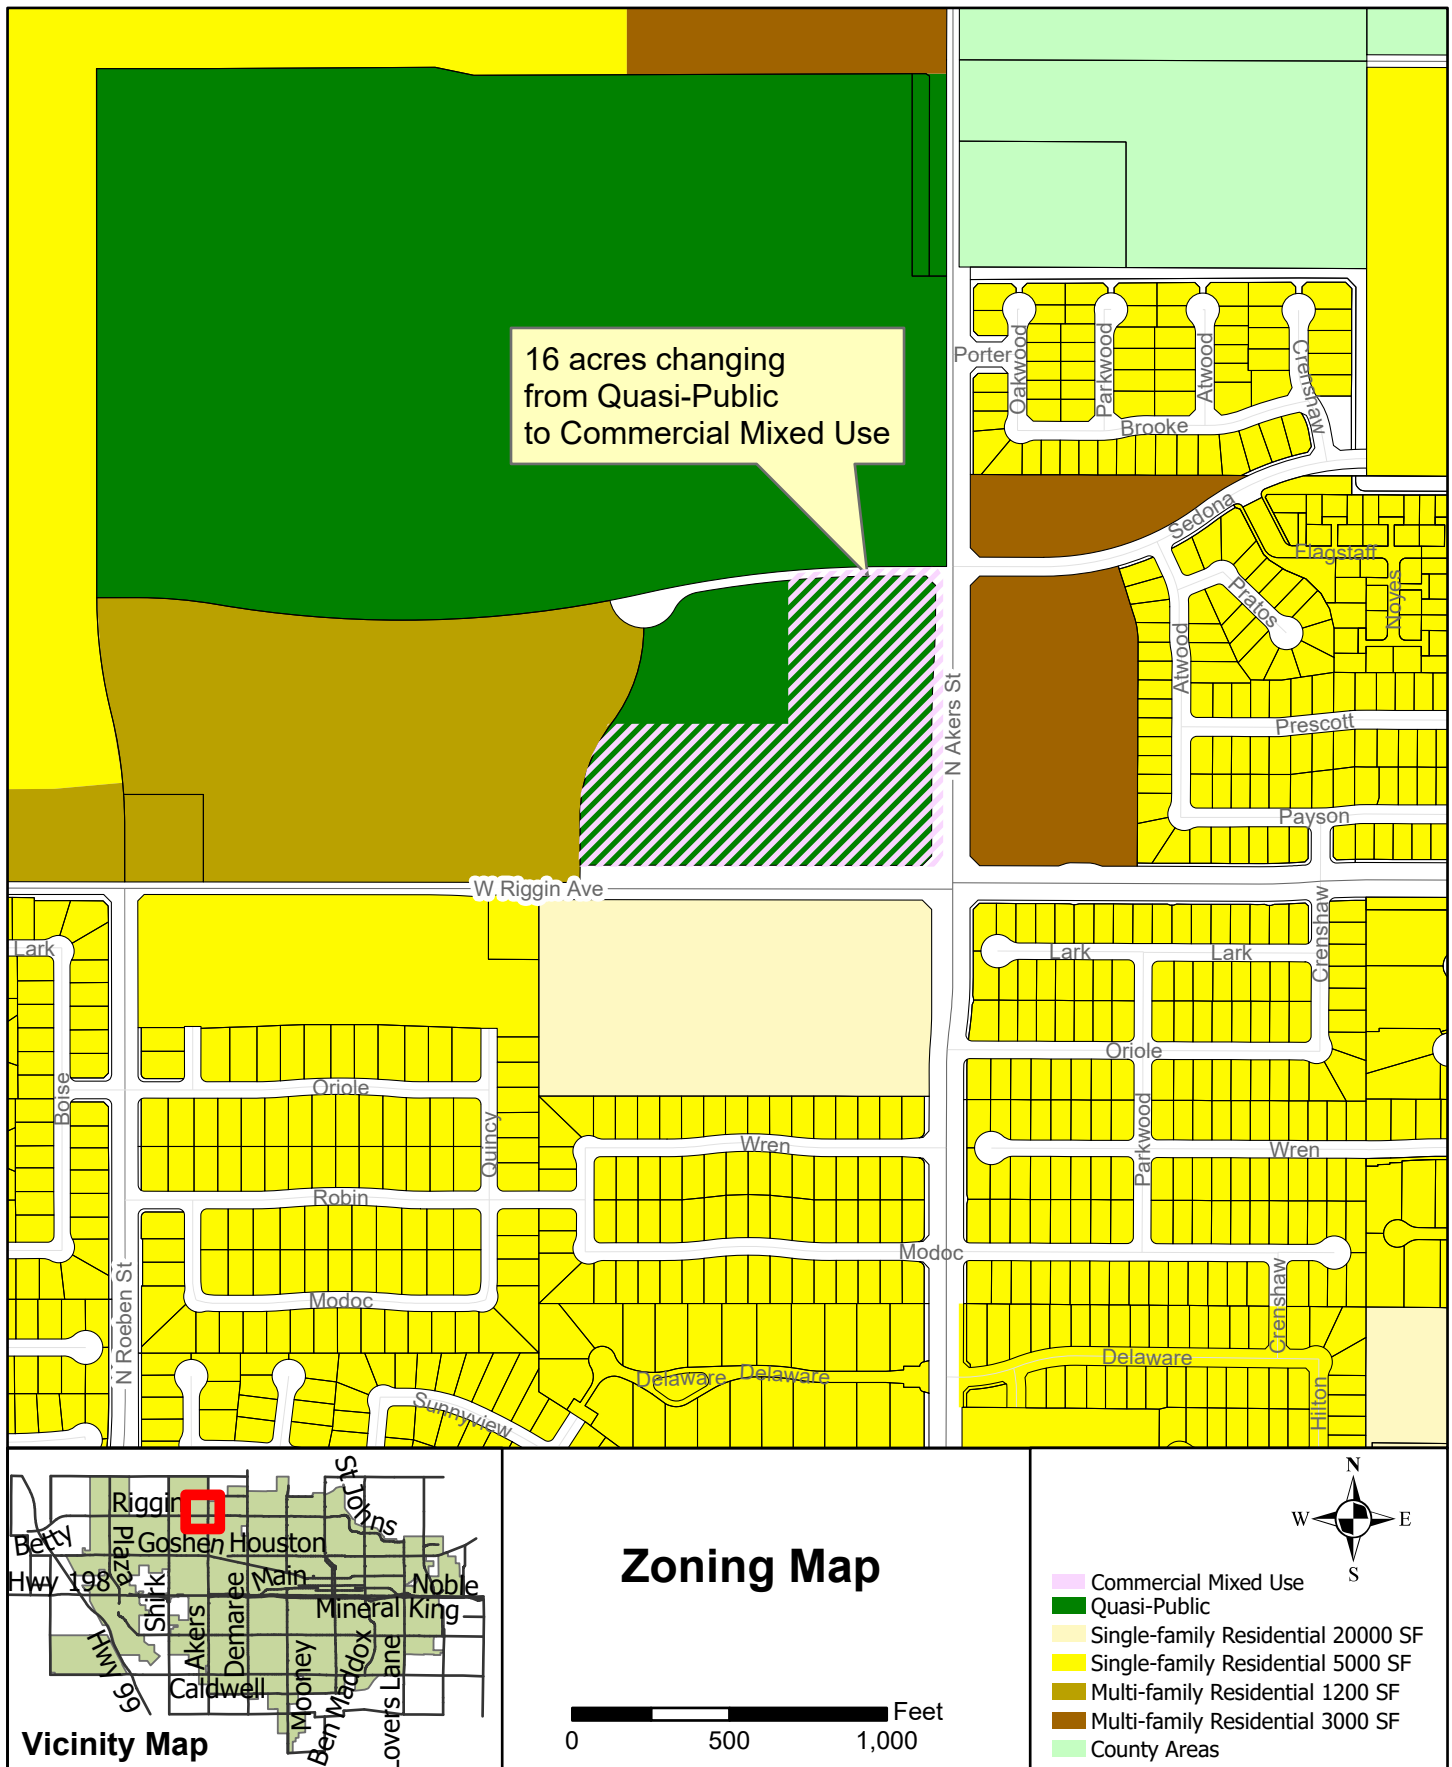 16 acres changing
from Quasi-Public
to Commercial Mixed Use
Porter
Oakwood
Parkwood
Atwood
Crenshaw
Brooke
Sedona
Flagstaff
Noyes
Pratos
Atwood
N Akers St
Prescott
Payson
W Riggin Ave
Lark
Lark
Lark
Crenshaw
Boise
Oriole
Oriole
Quincy
Wren
Parkwood
Wren
Robin
Modoc
N Roeben St
Modoc
Crenshaw
Delaware
Delaware
Delaware
Sunnyview
Hilton
Riggin
St Johns
Betty
Plaza
Goshen
Houston
Hwy 198
Shirk
Main
Noble
Akers
Demaree
Mineral King
Hwy 99
Caldwell
Mooney
Ben Maddox
Lovers Lane
Vicinity Map
Zoning Map
Feet
0 500 1,000
N
W E
S
Commercial Mixed Use
Quasi-Public
Single-family Residential 20000 SF
Single-family Residential 5000 SF
Multi-family Residential 1200 SF
Multi-family Residential 3000 SF
County Areas